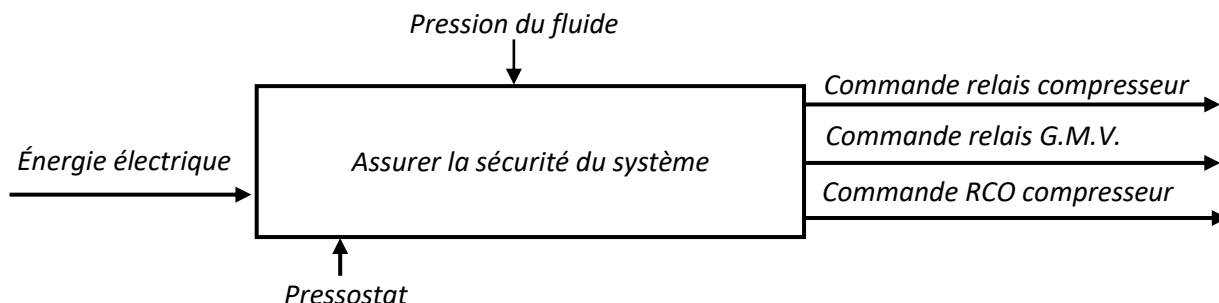 Pression du fluide
Commande relais compresseur
Énergie électrique
Assurer la sécurité du système
Commande relais G.M.V.
Commande RCO compresseur
Pressostat